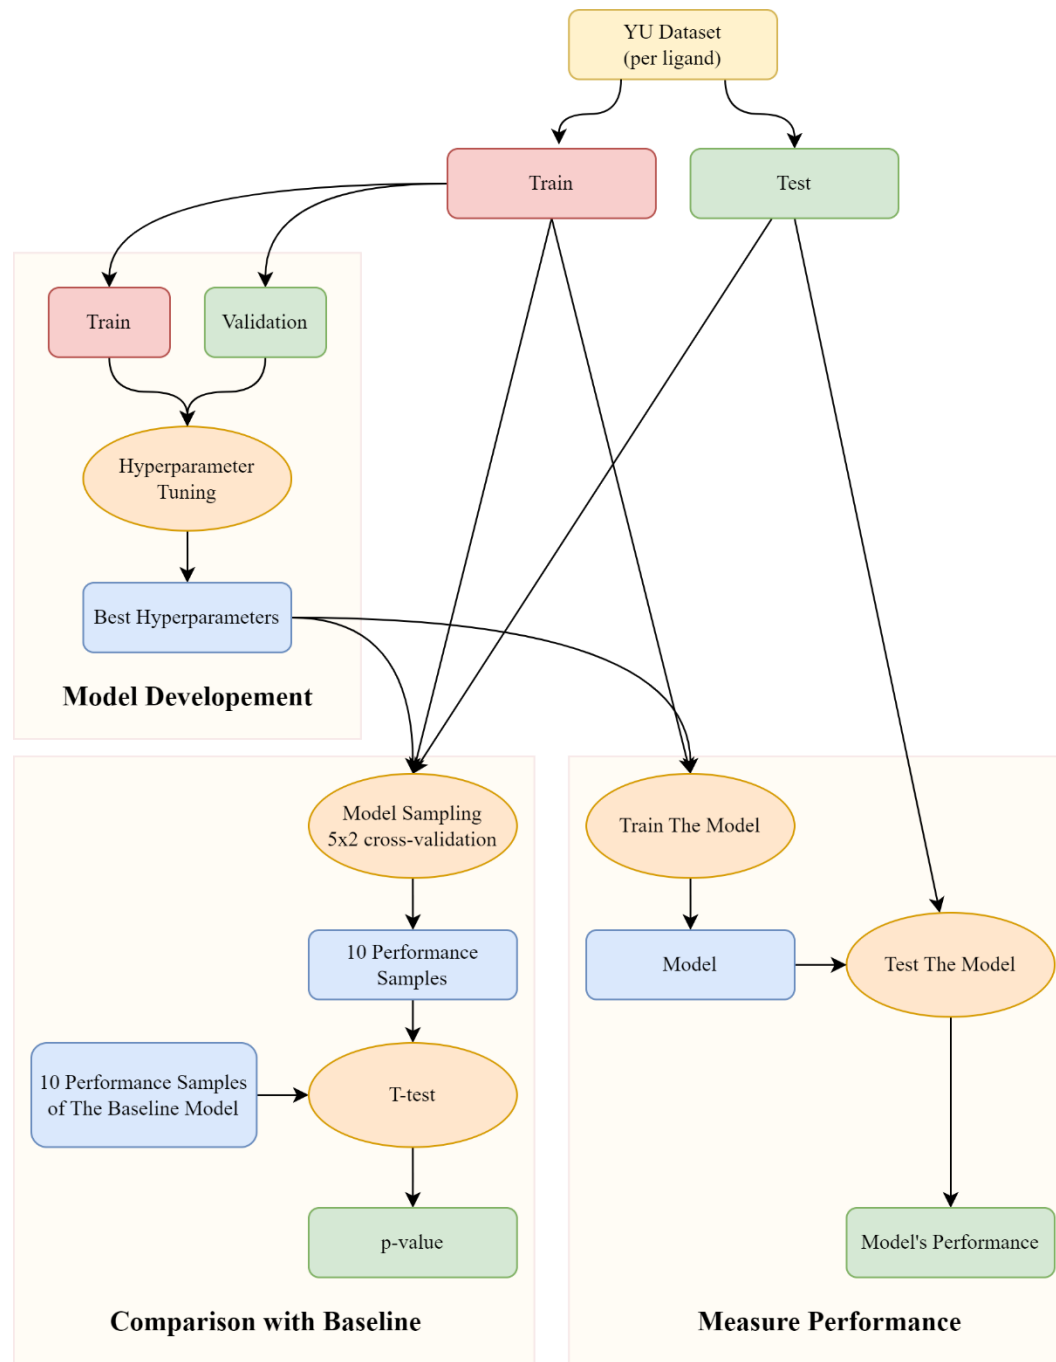 YU Dataset
(per ligand)
Train
Test
Train
Validation
Hyperparameter
Tuning
Best Hyperparameters
Model Developement
Model Sampling
5x2 cross-validation
Train The Model
10 Performance
Samples
Model
Test The Model
10 Performance Samples
of The Baseline Model
T-test
p-value
Model's Performance
Comparison with Baseline
Measure Performance